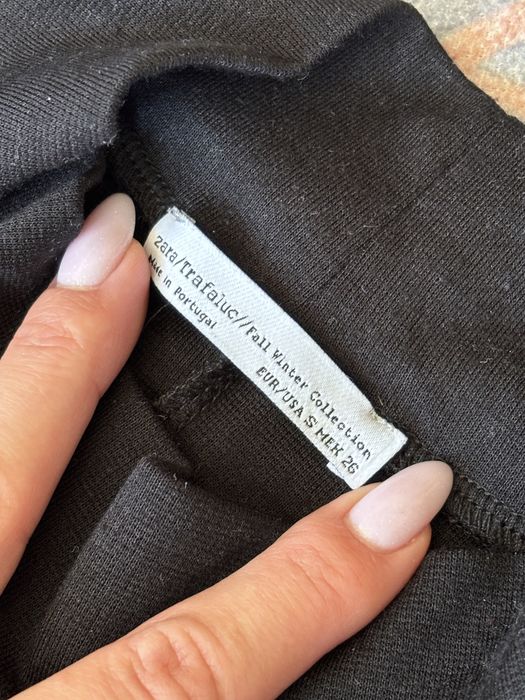 zara/Trafaluc//Fall Winter Collection
Made in Portugal
EUR/USA S MEX 26